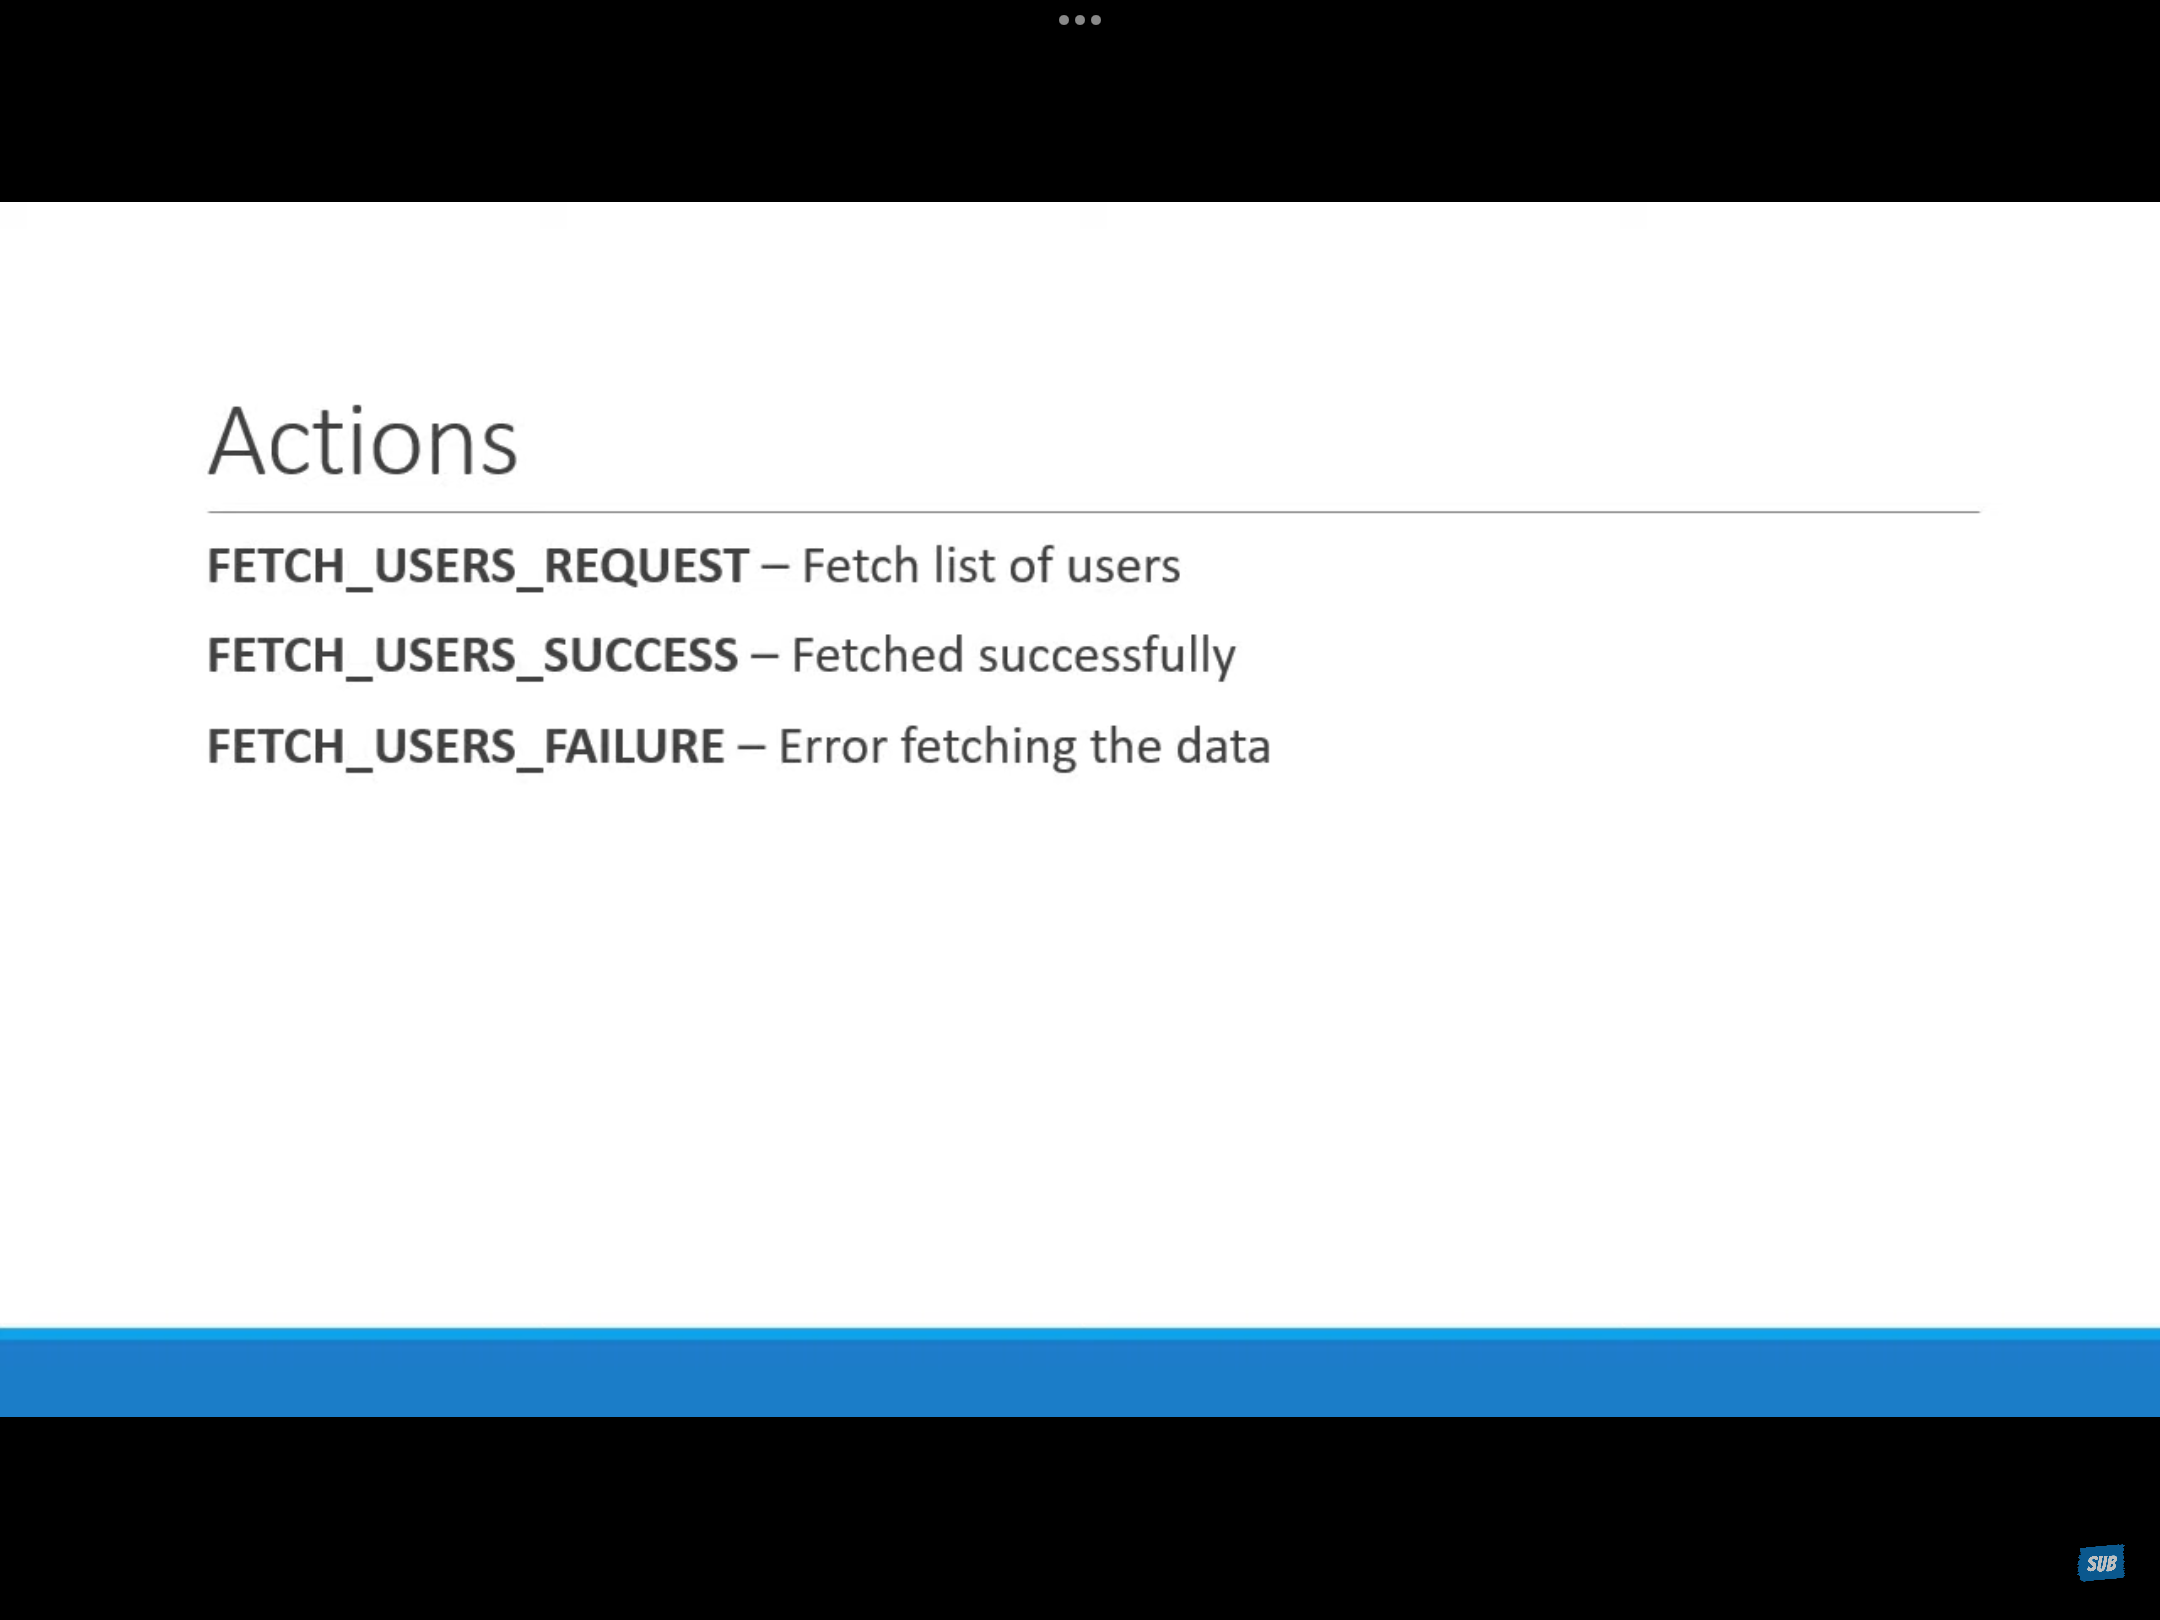 Actions
FETCH_USERS_REQUEST – Fetch list of users
FETCH_USERS_SUCCESS – Fetched successfully
FETCH_USERS_FAILURE – Error fetching the data
SUB